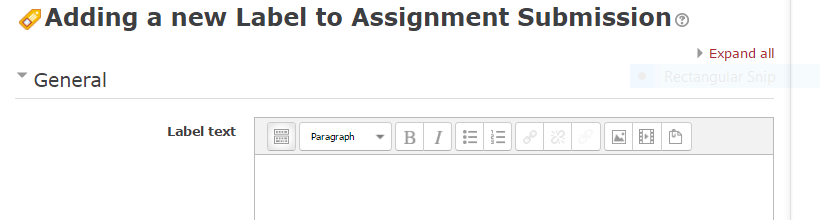 Adding a new Label to Assignment Submission
Expand all
Rectangular Snip
General
Label text
Paragraph
B I